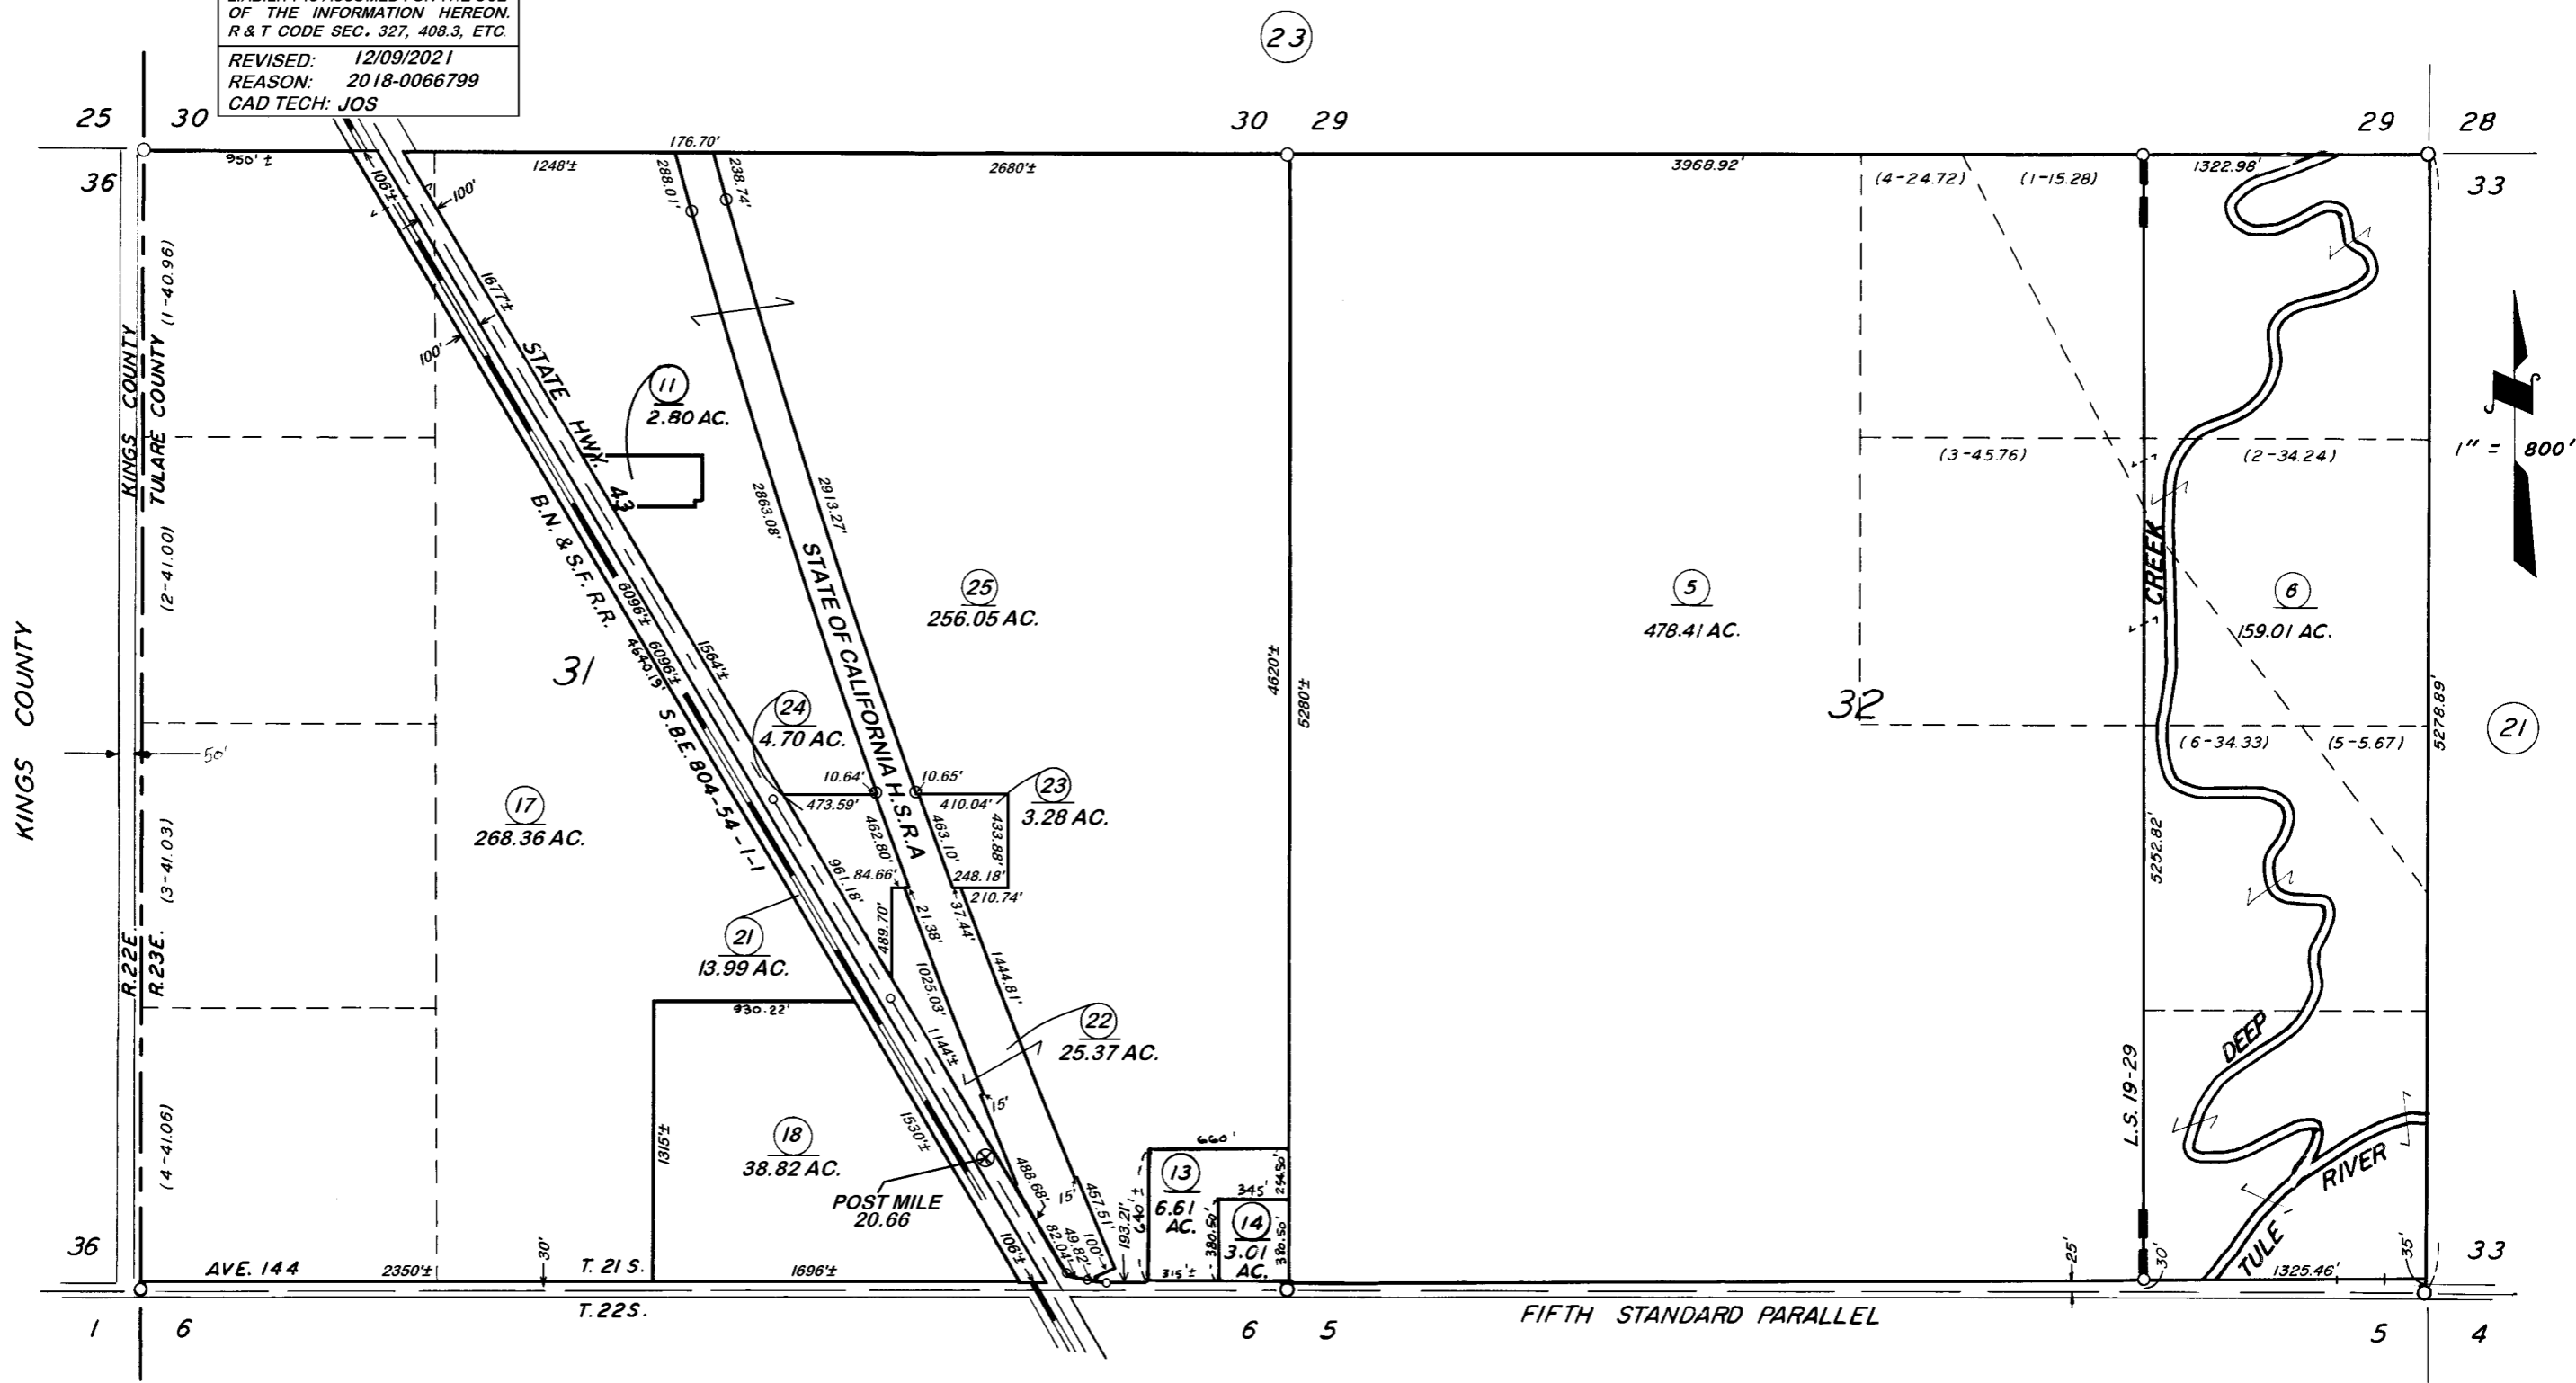 OF THE INFORMATION HEREON.
R & T CODE SEC. 327, 408.3, ETC.
REVISED: 12/09/2021
REASON: 2018-0066799
CAD TECH: JOS
23
25 30
30 29
29 28
36
33
950' ±
176.70'
1248'±
2680'±
3968.92'
1322.98'
(4-24.72)
(1-15.28)
106'±
100'
288.01'
238.74'
(1-40.96)
KINGS COUNTY
TULARE COUNTY
1677'±
100'
STATE HWY. 43
11
2.80 AC.
1" = 800'
(3-45.76)
(2-34.24)
2863.08'
2913.27'
B.N. & S.F. R.R.
(2-41.00)
STATE OF CALIFORNIA H.S.R.A
CREEK
25
256.05 AC.
5
478.41 AC.
6
159.01 AC.
6096'±
6096'±
4640.19'
1564'±
31
32
4620'±
5280'±
5278.89'
KINGS COUNTY
50'
S.B.E. 804-54-1-1
24
4.70 AC.
21
(6-34.33)
(5-5.67)
10.64'
10.65'
473.59'
410.04'
23
3.28 AC.
17
268.36 AC.
(3-41.03)
462.80'
463.10'
433.88'
5252.82'
961.18'
84.66'
248.18'
210.74'
21.38'
37.44'
489.70'
R.22E.
R.23E.
21
13.99 AC.
1025.03'
1444.81'
930.22'
22
25.37 AC.
1144'±
DEEP
L.S. 19-29
15'
(4-41.06)
1315'±
18
38.82 AC.
1530'±
POST MILE
20.66
488.68'
15'
457.51'
660'
13
6.61
AC.
640' ±
193.21'
345'
254.50'
14
3.01
AC.
380.50'
380.50'
315'±
RIVER
TULE
36
33
106'±
82.04'
49.82'
100'
AVE. 144
2350'±
30'
T. 21 S.
1696'±
25'
30'
35'
1325.46'
T. 22S.
FIFTH STANDARD PARALLEL
1 6
6 5
5 4